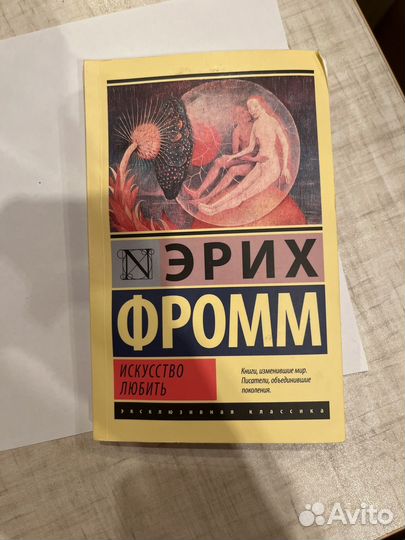 N ЭРИХ
ФРОММ
ИСКУССТВО
ЛЮБИТЬ
Книги, изменившие мир.
Писатели, объединившие
поколения.
эксклюзивная классика
Avito